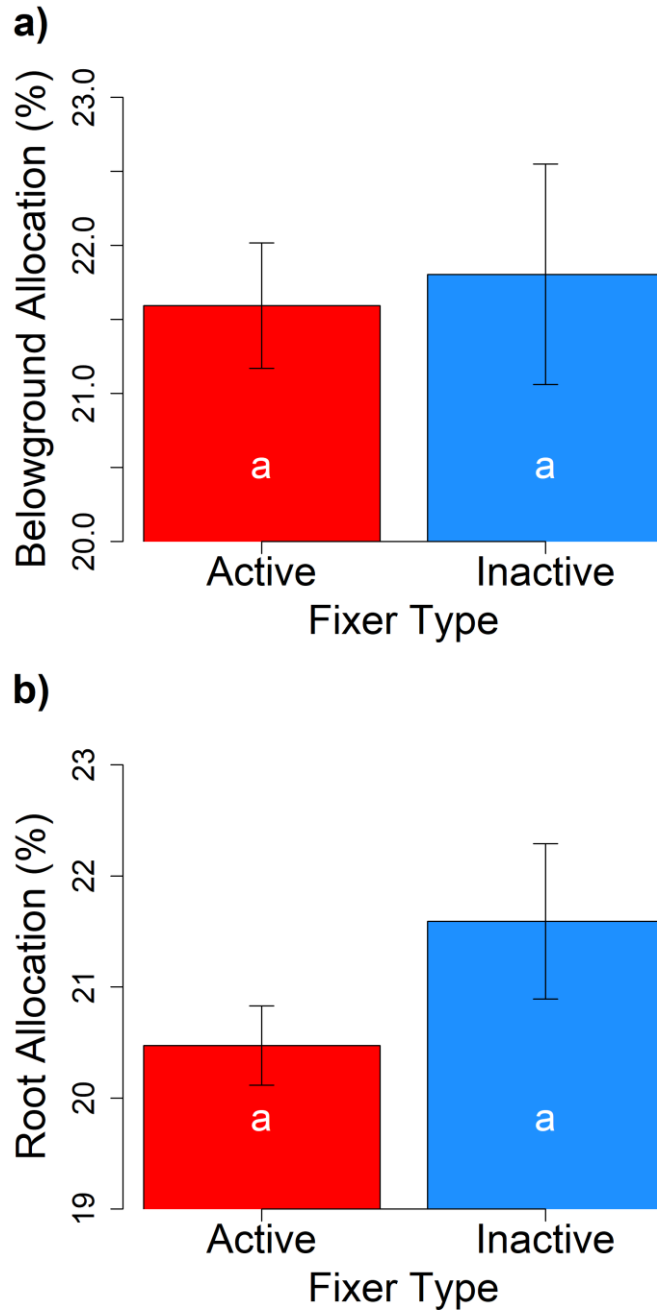 a)
Belowground Allocation (%)
23.0
22.0
21.0
20.0
a
a
Active
Inactive
Fixer Type
b)
Root Allocation (%)
23
22
21
20
19
a
a
Active
Inactive
Fixer Type